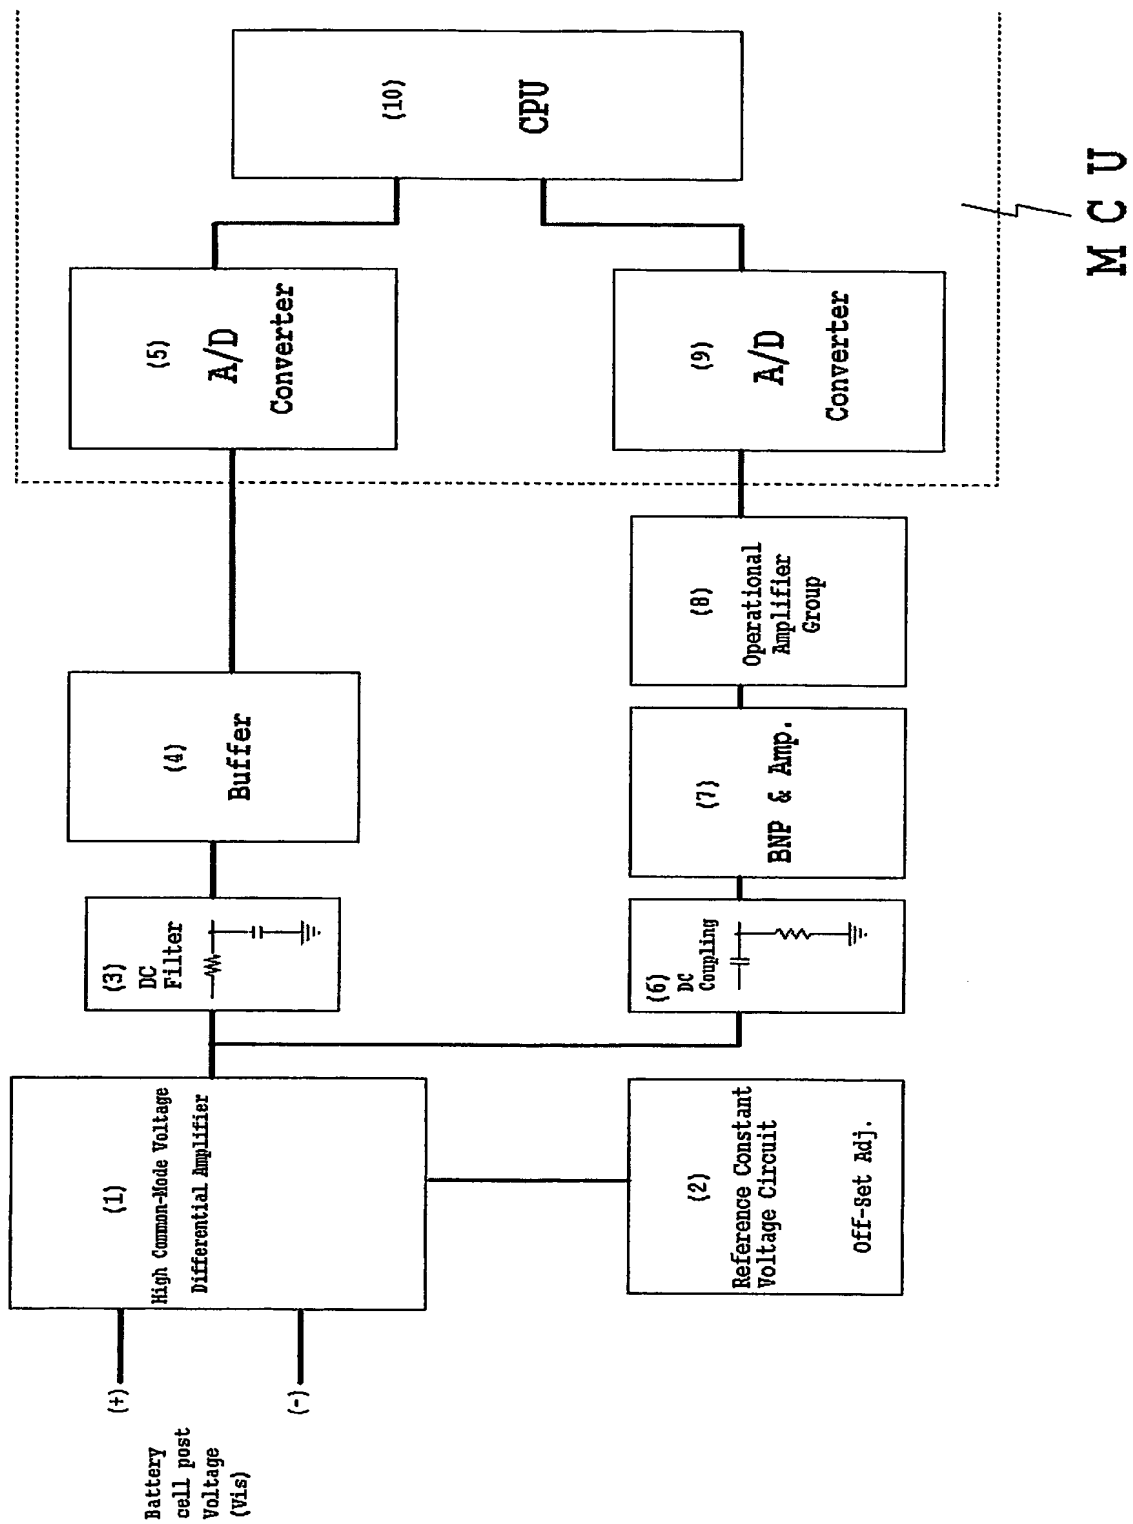 Battery
cell post
Voltage
(Vis)
(+)
(-)
(1)
High Common-Mode Voltage
Differential Amplifier
(2)
Reference Constant
Voltage Circuit
Off-Set Adj.
(3)
DC
Filter
(4)
Buffer
(5)
A/D
Converter
(6)
DC
Coupling
(7)
BNP & Amp.
(8)
Operational
Amplifier
Group
(9)
A/D
Converter
(10)
CPU
M C U